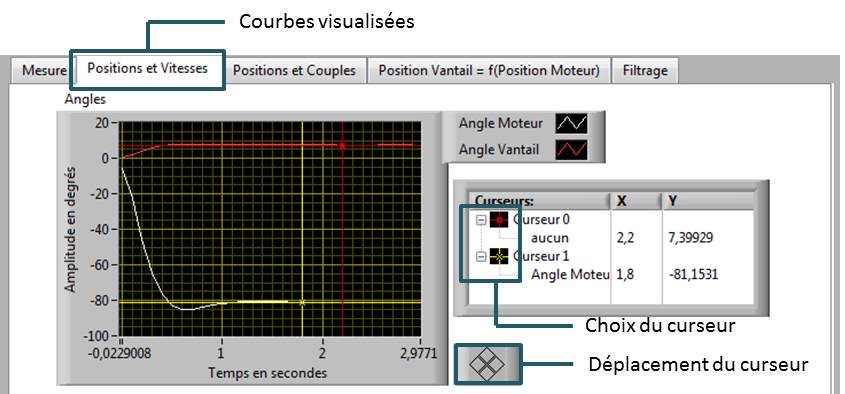 Courbes visualisées
Mesure Positions et Vitesses Positions et Couples Position Vantail = f(Position Moteur) Filtrage
Angles
Angle Moteur
Angle Vantail
Amplitude en degrés
20
0
-20
-40
-60
-80
-100
-0,0229008 1 2 2,9771
Temps en secondes
Curseurs: X Y
Curseur 0
aucun 2,2 7,39929
Curseur 1
Angle Moteu 1,8 -81,1531
Choix du curseur
Déplacement du curseur